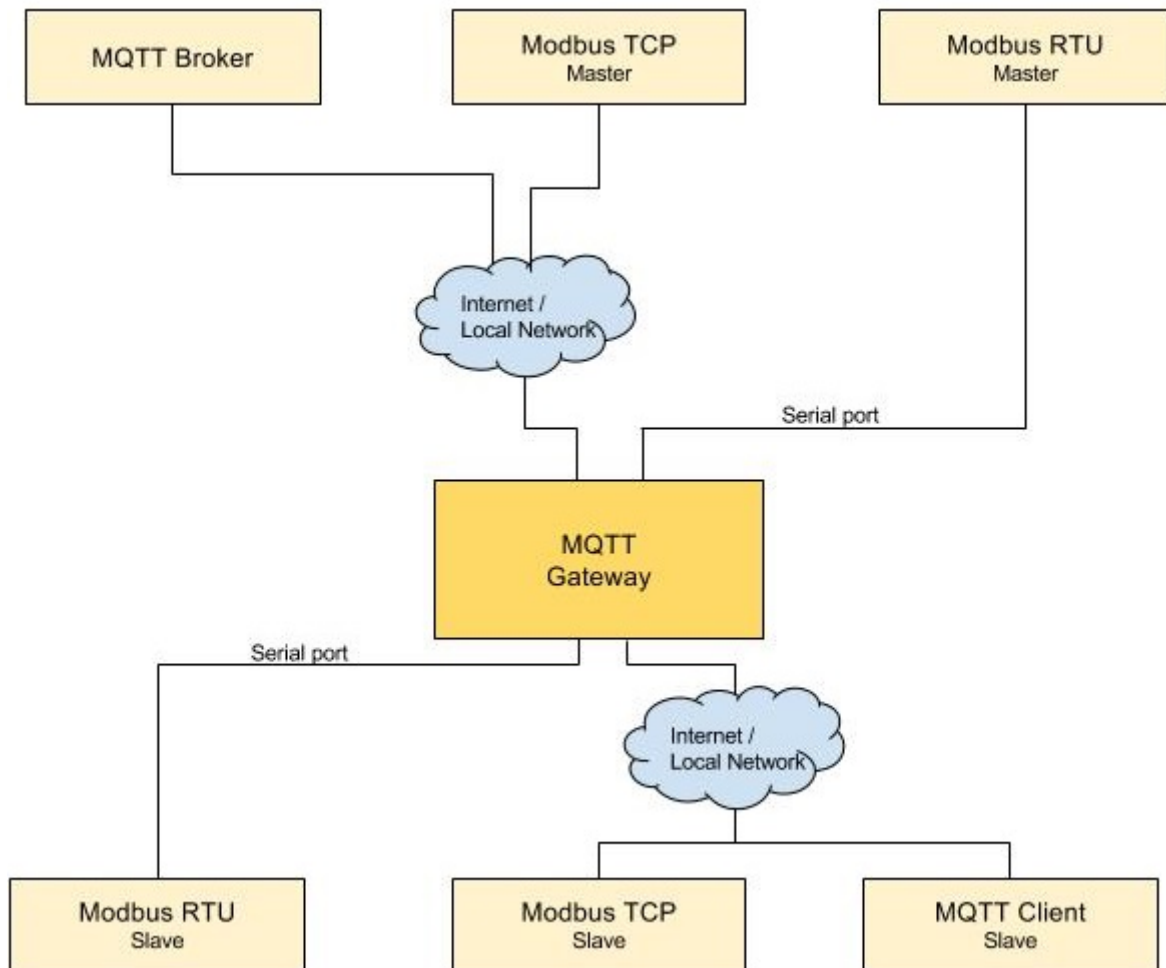 MQTT Broker
Modbus TCP
Master
Modbus RTU
Master
Internet /
Local Network
Serial port
MQTT
Gateway
Serial port
Internet /
Local Network
Modbus RTU
Slave
Modbus TCP
Slave
MQTT Client
Slave